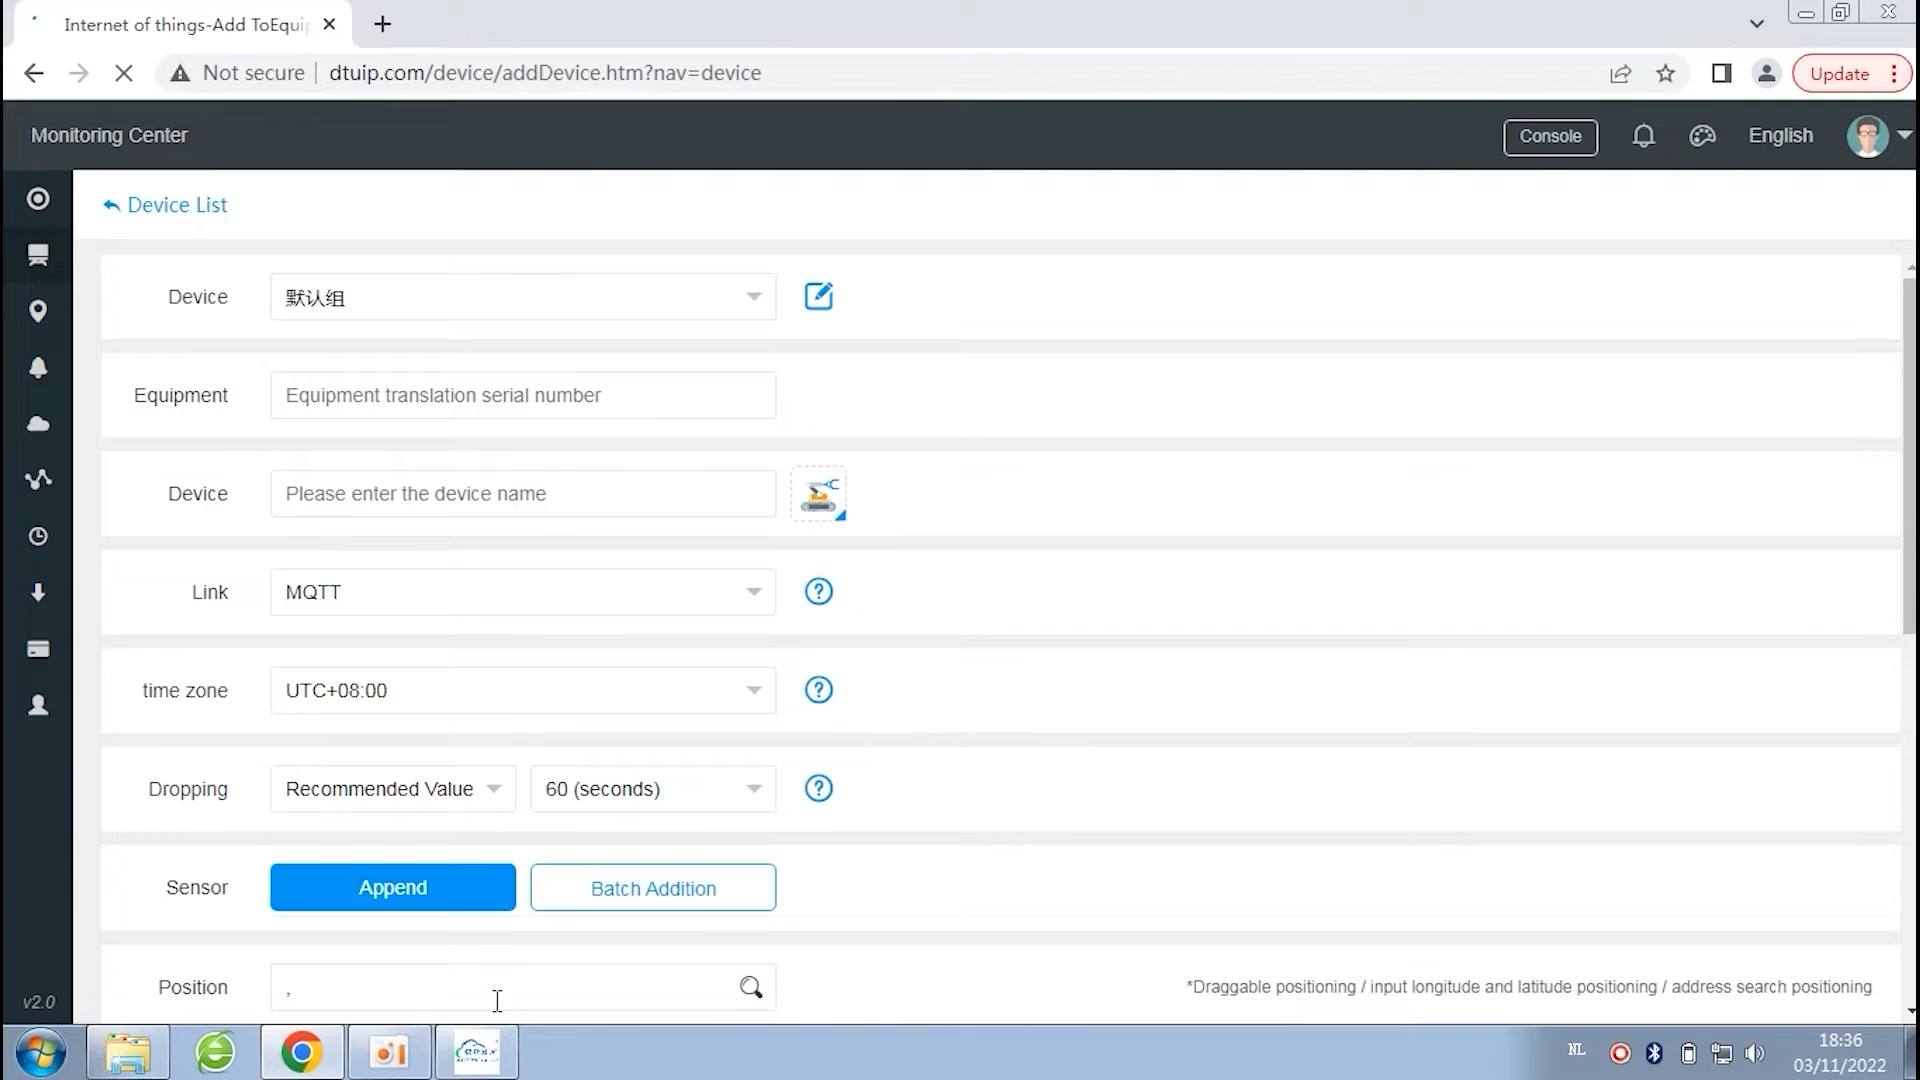 Internet of things-Add ToEqui
Not secure
dtuip.com/device/addDevice.htm?nav=device
Update
Monitoring Center
Console
English
Device List
Device
默认组
Equipment
Equipment translation serial number
Device
Please enter the device name
Link
MQTT
time zone
UTC+08:00
Dropping
Recommended Value
60 (seconds)
Sensor
Append
Batch Addition
Position
,
*Draggable positioning / input longitude and latitude positioning / address search positioning
v2.0
NL
18:36
03/11/2022